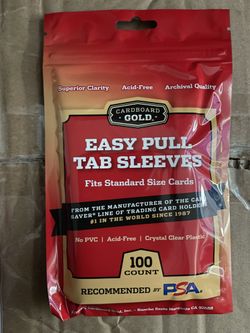 Superior Clarity | Acid-Free | Archival Quality
CARDBOARD
GOLD
EASY PULL
TAB SLEEVES
Fits Standard Size Cards
FROM THE MANUFACTURER OF THE CARD
SAVER® LINE OF TRADING CARD HOLDERS
#1 IN THE WORLD SINCE 1987
No PVC | Acid-Free | Crystal Clear Plastic
100
COUNT
RECOMMENDED BY PSA